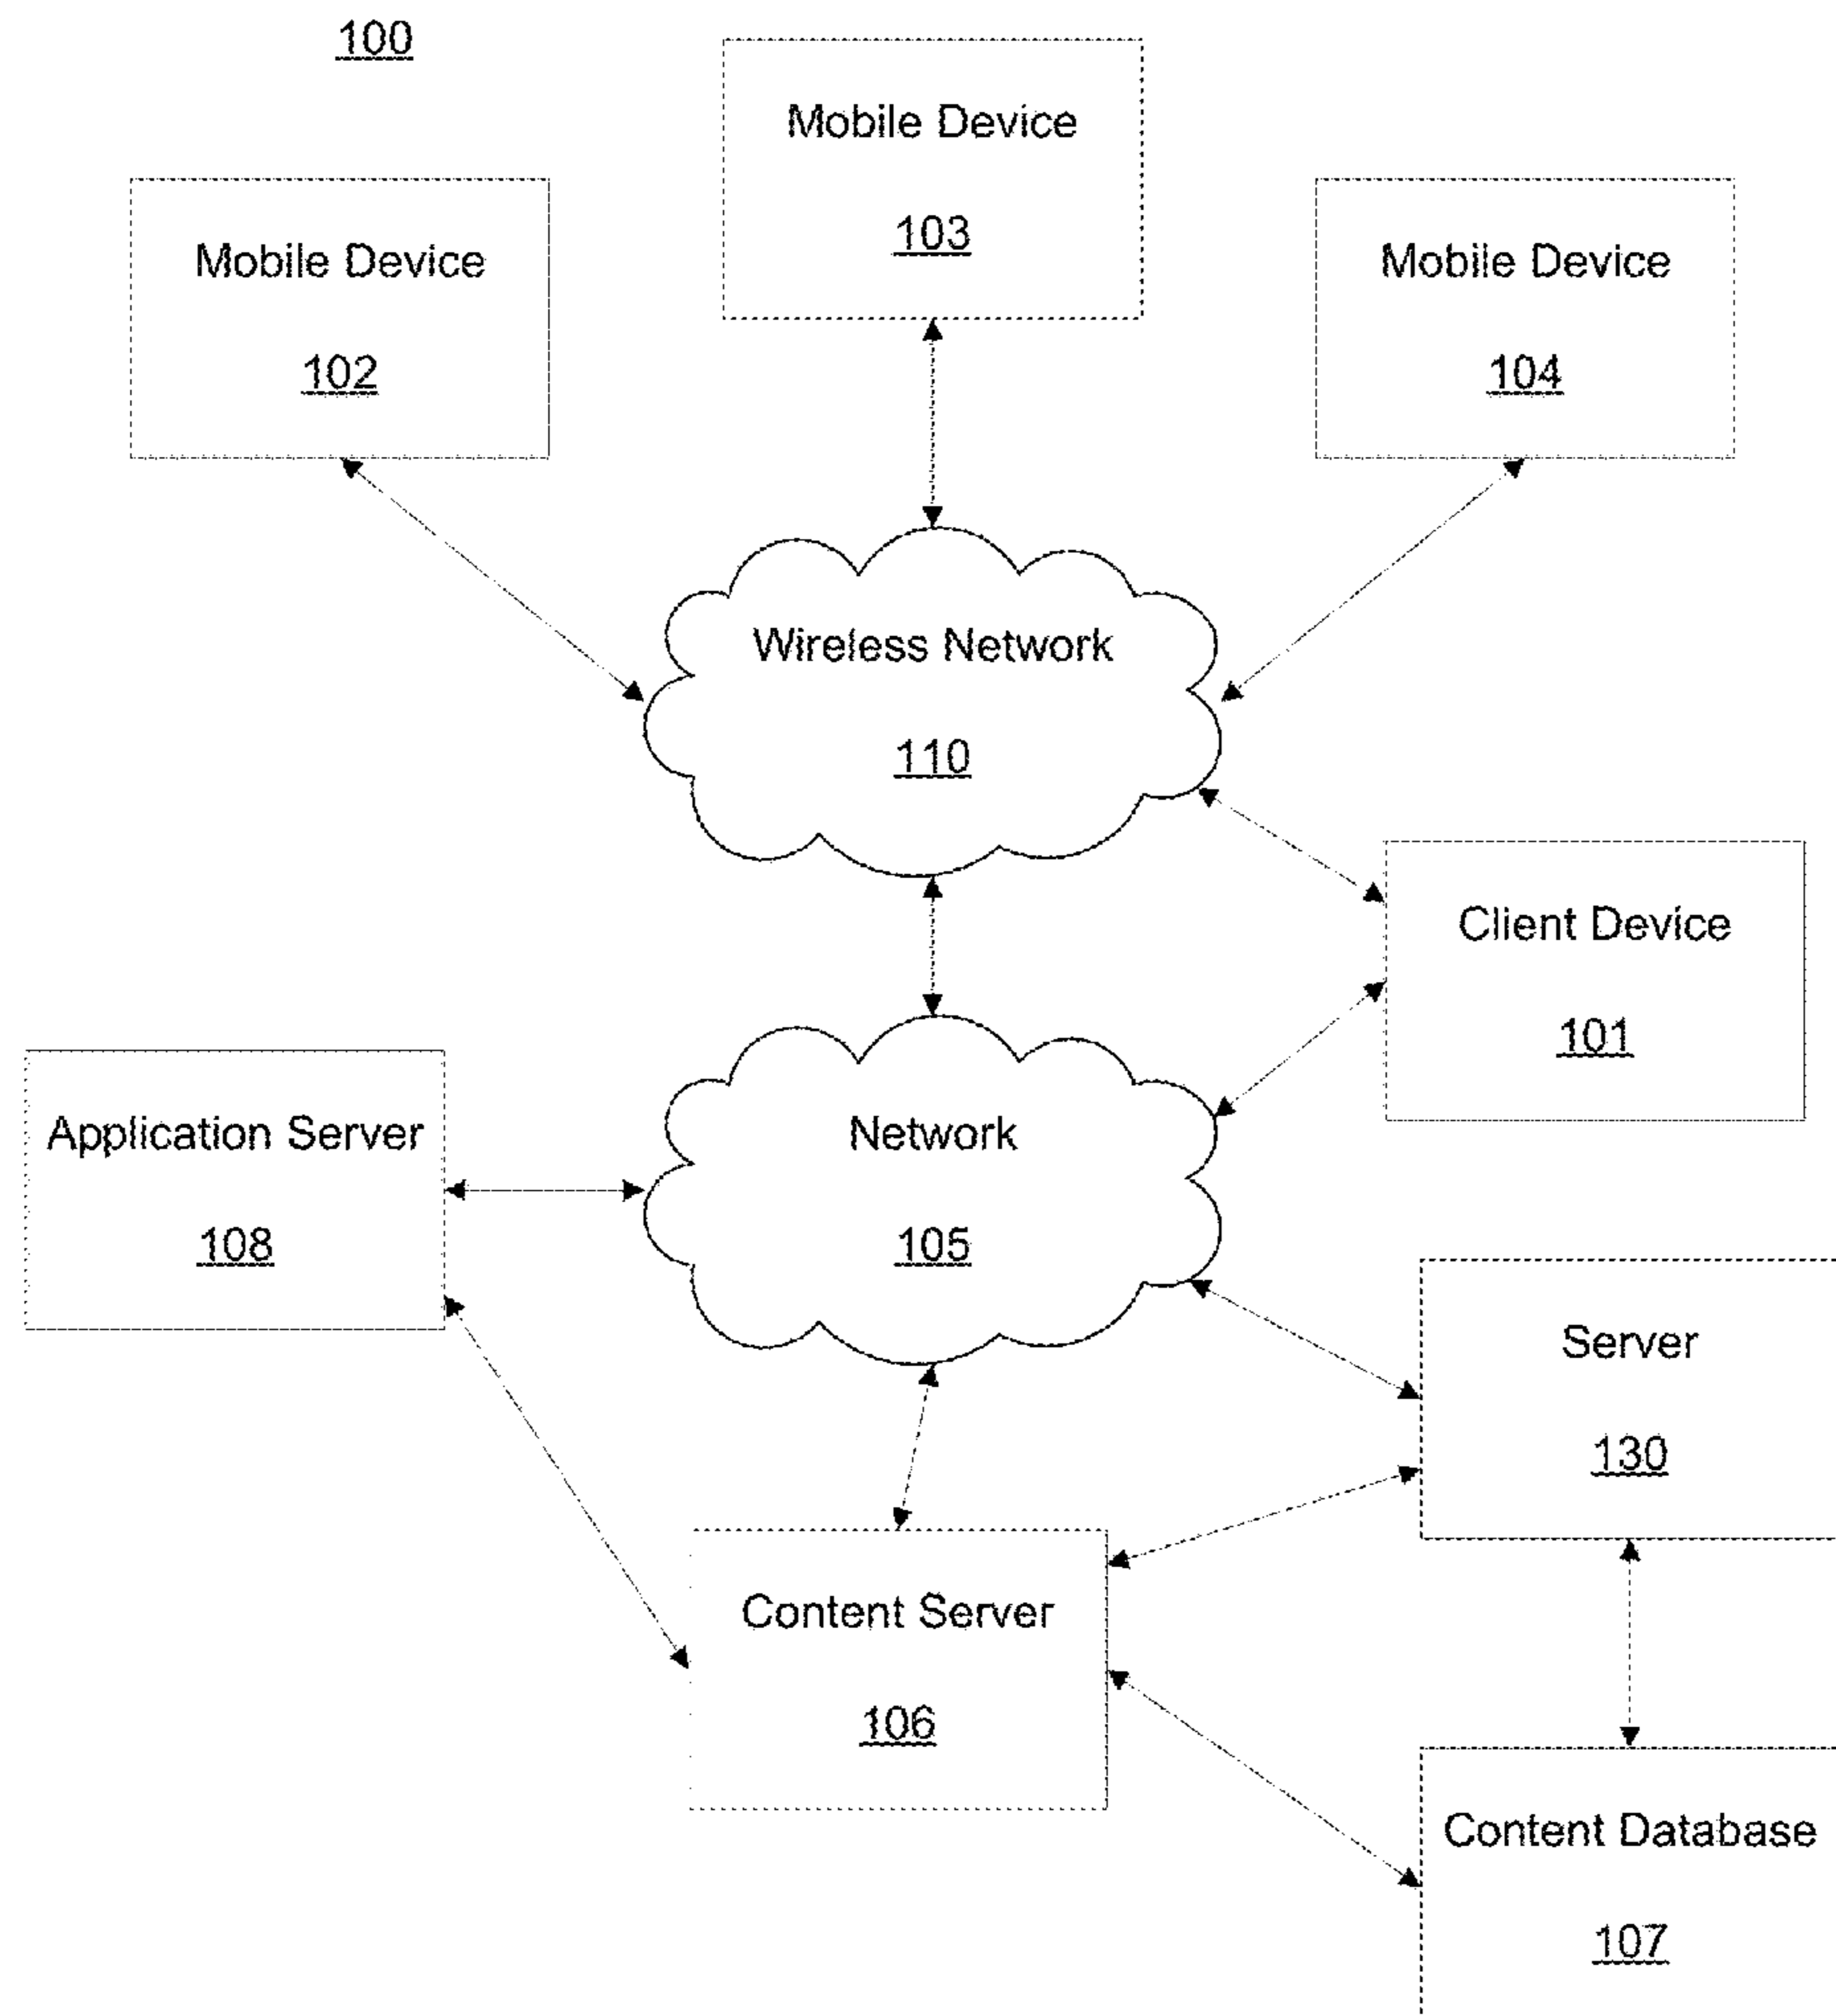 100
Mobile Device
103
Mobile Device
102
Mobile Device
104
Wireless Network
110
Client Device
101
Application Server
108
Network
105
Server
130
Content Server
106
Content Database
107